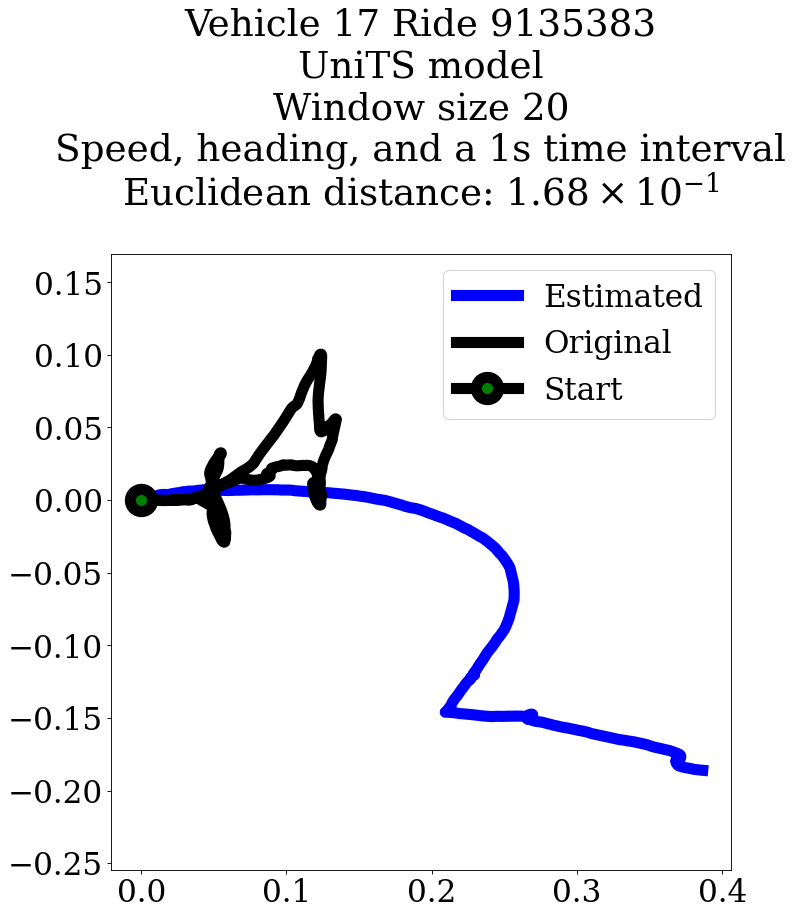 Vehicle 17 Ride 9135383
UniTS model
Window size 20
Speed, heading, and a 1s time interval
Euclidean distance: 1.68 × 10⁻¹
Estimated
Original
Start
0.15
0.10
0.05
0.00
−0.05
−0.10
−0.15
−0.20
−0.25
0.0 0.1 0.2 0.3 0.4